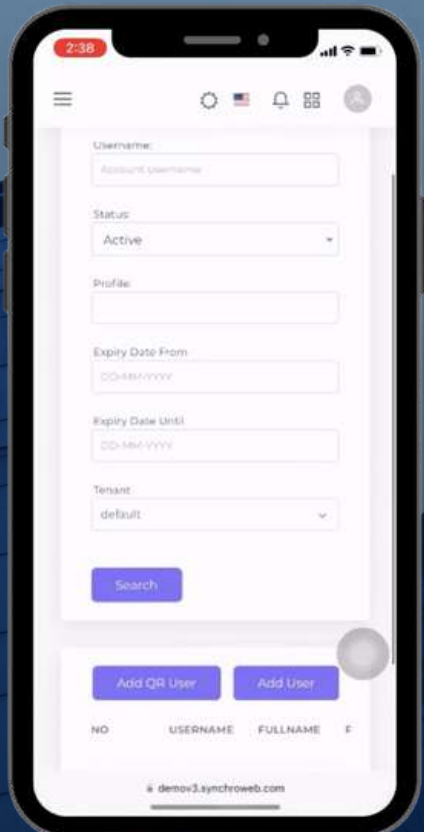 2:38
Username:
Account Username
Status:
Active
Profile:
Expiry Date From
DD-MM-YYYY
Expiry Date Until
DD-MM-YYYY
Tenant
default
Search
Add QR User Add User
NO USERNAME FULLNAME F
demov3.synchroweb.com